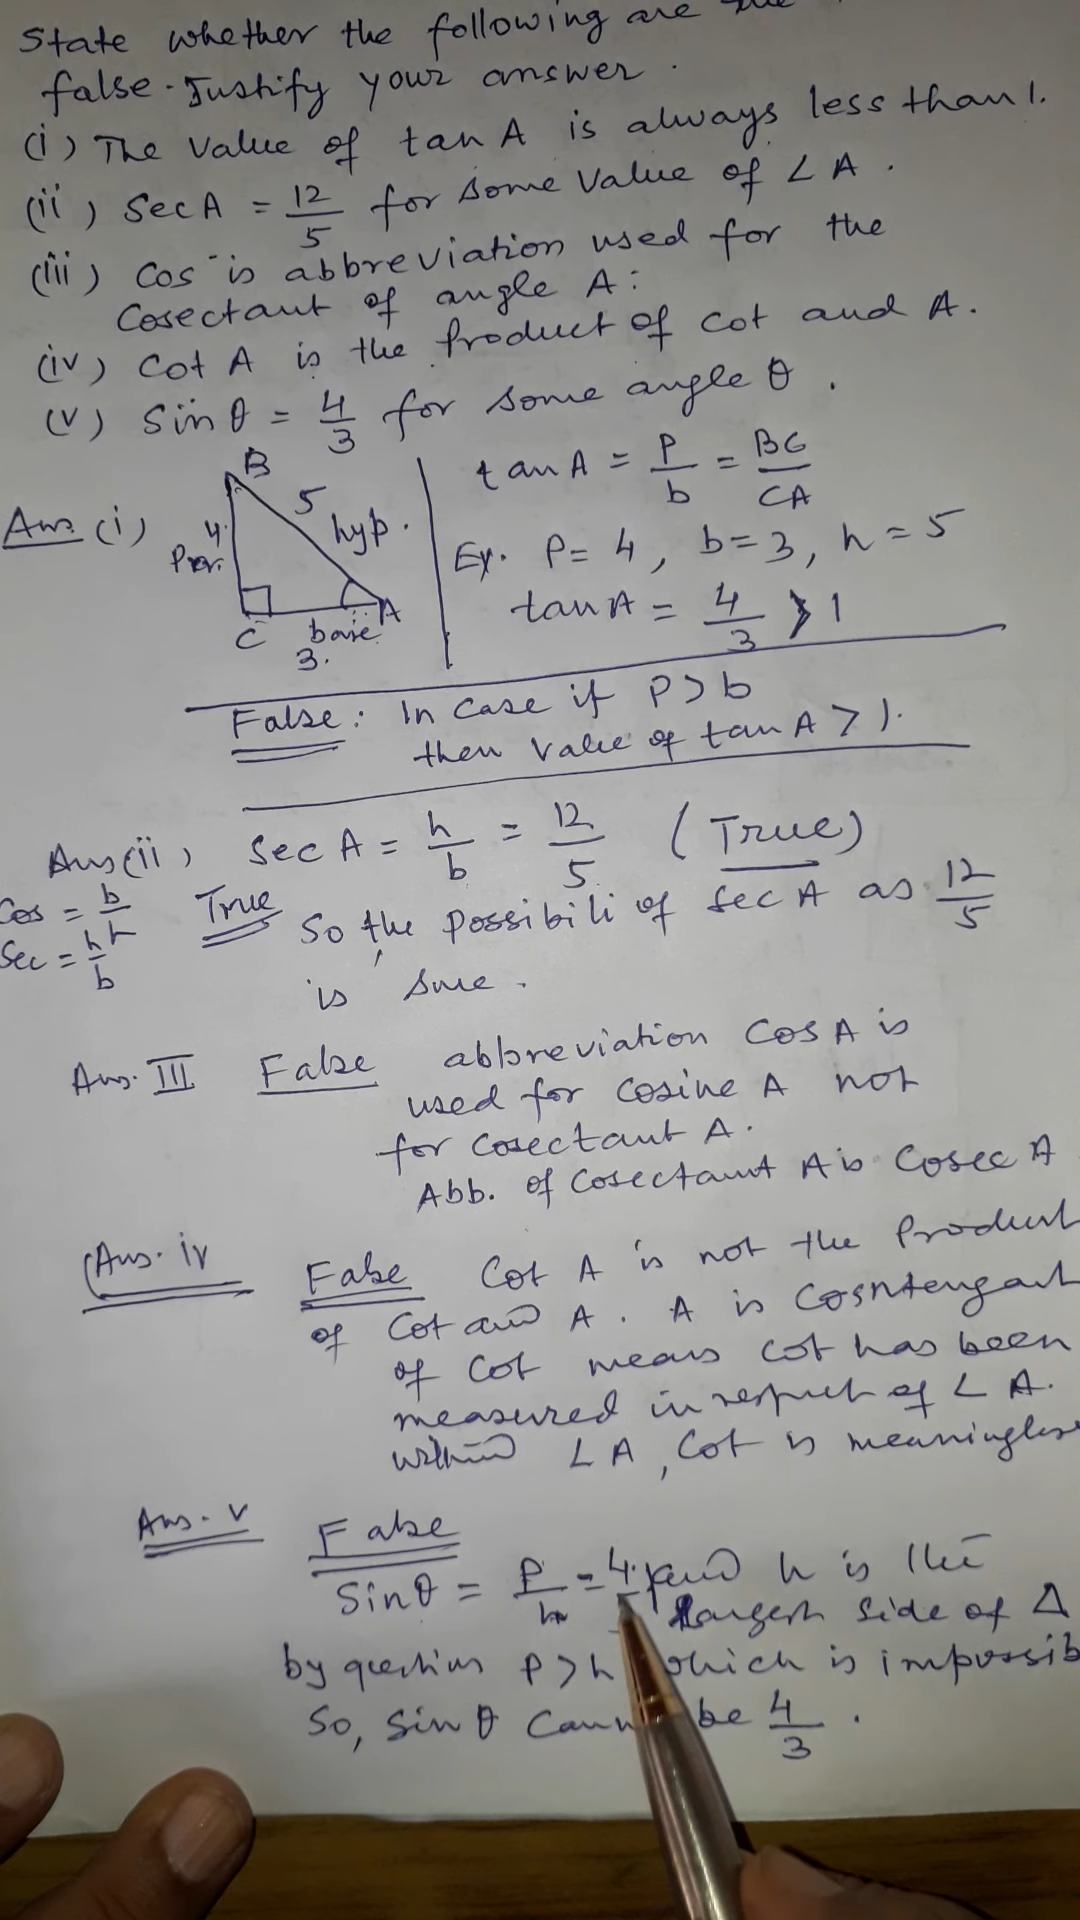 State whether the following are
false. Justify your answer.
(i) The value of tan A is always less than 1.
(ii) Sec A = 12/5 for some value of ∠A.
(iii) Cos is abbreviation used for the
Cosectant of angle A:
(iv) Cot A is the product of Cot and A.
(v) Sin θ = 4/3 for some angle θ.
Ans (i)
B
5
hyp.
4
Per.
C
base
A
3.
tan A = P/b = BC/CA
Ex. P = 4, b = 3, h = 5
tan A = 4/3 > 1
False: In case if P > b
then value of tan A > 1.
Ans (ii) Sec A = h/b = 12/5 (True)
Cos = b/h
Sec = h/b
True
So the possibili of Sec A as 12/5
is sure.
Ans. III False abbreviation Cos A is
used for Cosine A not
for Cosectant A.
Abb. of Cosectant A is Cosec A
Ans. iv False Cot A is not the Product
of Cot and A. A is
of Cot means Cot has been
measured in respect of ∠A.
∠A, Cot is
Ans. v False
Sin θ = P/h = 4 and h is the
largest side of Δ
by question P > h which is impossib
So, Sin θ Cann be 4/3.